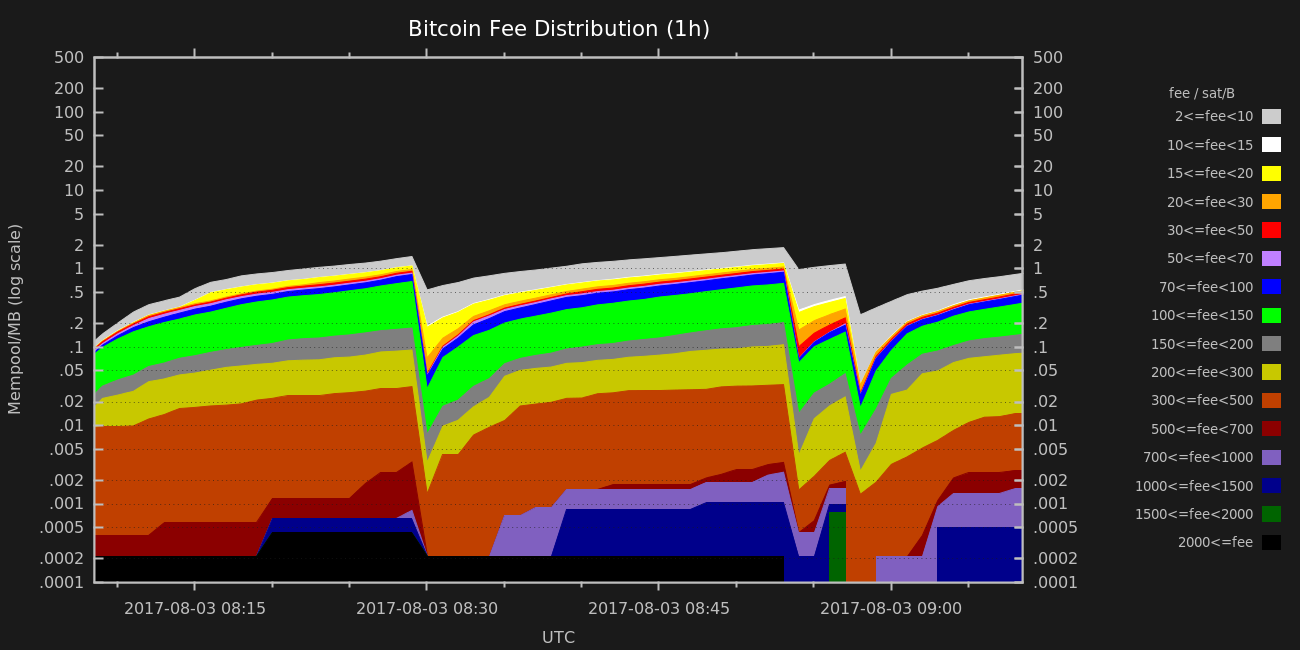 Bitcoin Fee Distribution (1h)
500 500
200 200
100 100
50 50
20 20
10 10
5 5
2 2
1 1
.5 .5
.2 .2
.1 .1
.05 .05
.02 .02
.01 .01
.005 .005
.002 .002
.001 .001
.0005 .0005
.0002 .0002
.0001 .0001
Mempool/MB (log scale)
2017-08-03 08:15 2017-08-03 08:30 2017-08-03 08:45 2017-08-03 09:00
UTC
fee / sat/B
2<=fee<10
10<=fee<15
15<=fee<20
20<=fee<30
30<=fee<50
50<=fee<70
70<=fee<100
100<=fee<150
150<=fee<200
200<=fee<300
300<=fee<500
500<=fee<700
700<=fee<1000
1000<=fee<1500
1500<=fee<2000
2000<=fee